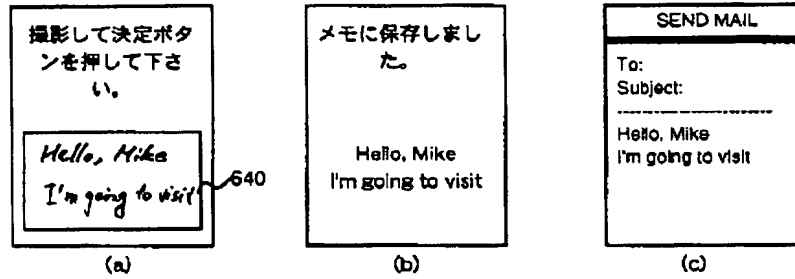 撮影して決定ボタ
ンを押して下さ
い。
Hello, Mike
I'm going to visit
640
(a)
メモに保存しまし
た。
Hello, Mike
I'm going to visit
(b)
SEND MAIL
To:
Subject:
Hello, Mike
I'm going to visit
(c)